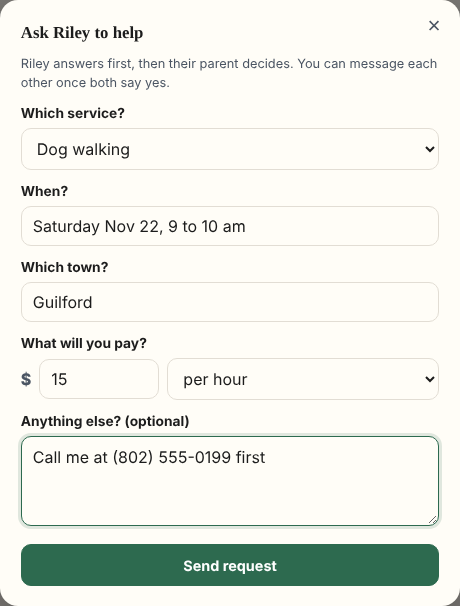 Ask Riley to help
×
Riley answers first, then their parent decides. You can message each
other once both say yes.
Which service?
Dog walking
When?
Saturday Nov 22, 9 to 10 am
Which town?
Guilford
What will you pay?
$ 15 per hour
Anything else? (optional)
Call me at (802) 555-0199 first
Send request